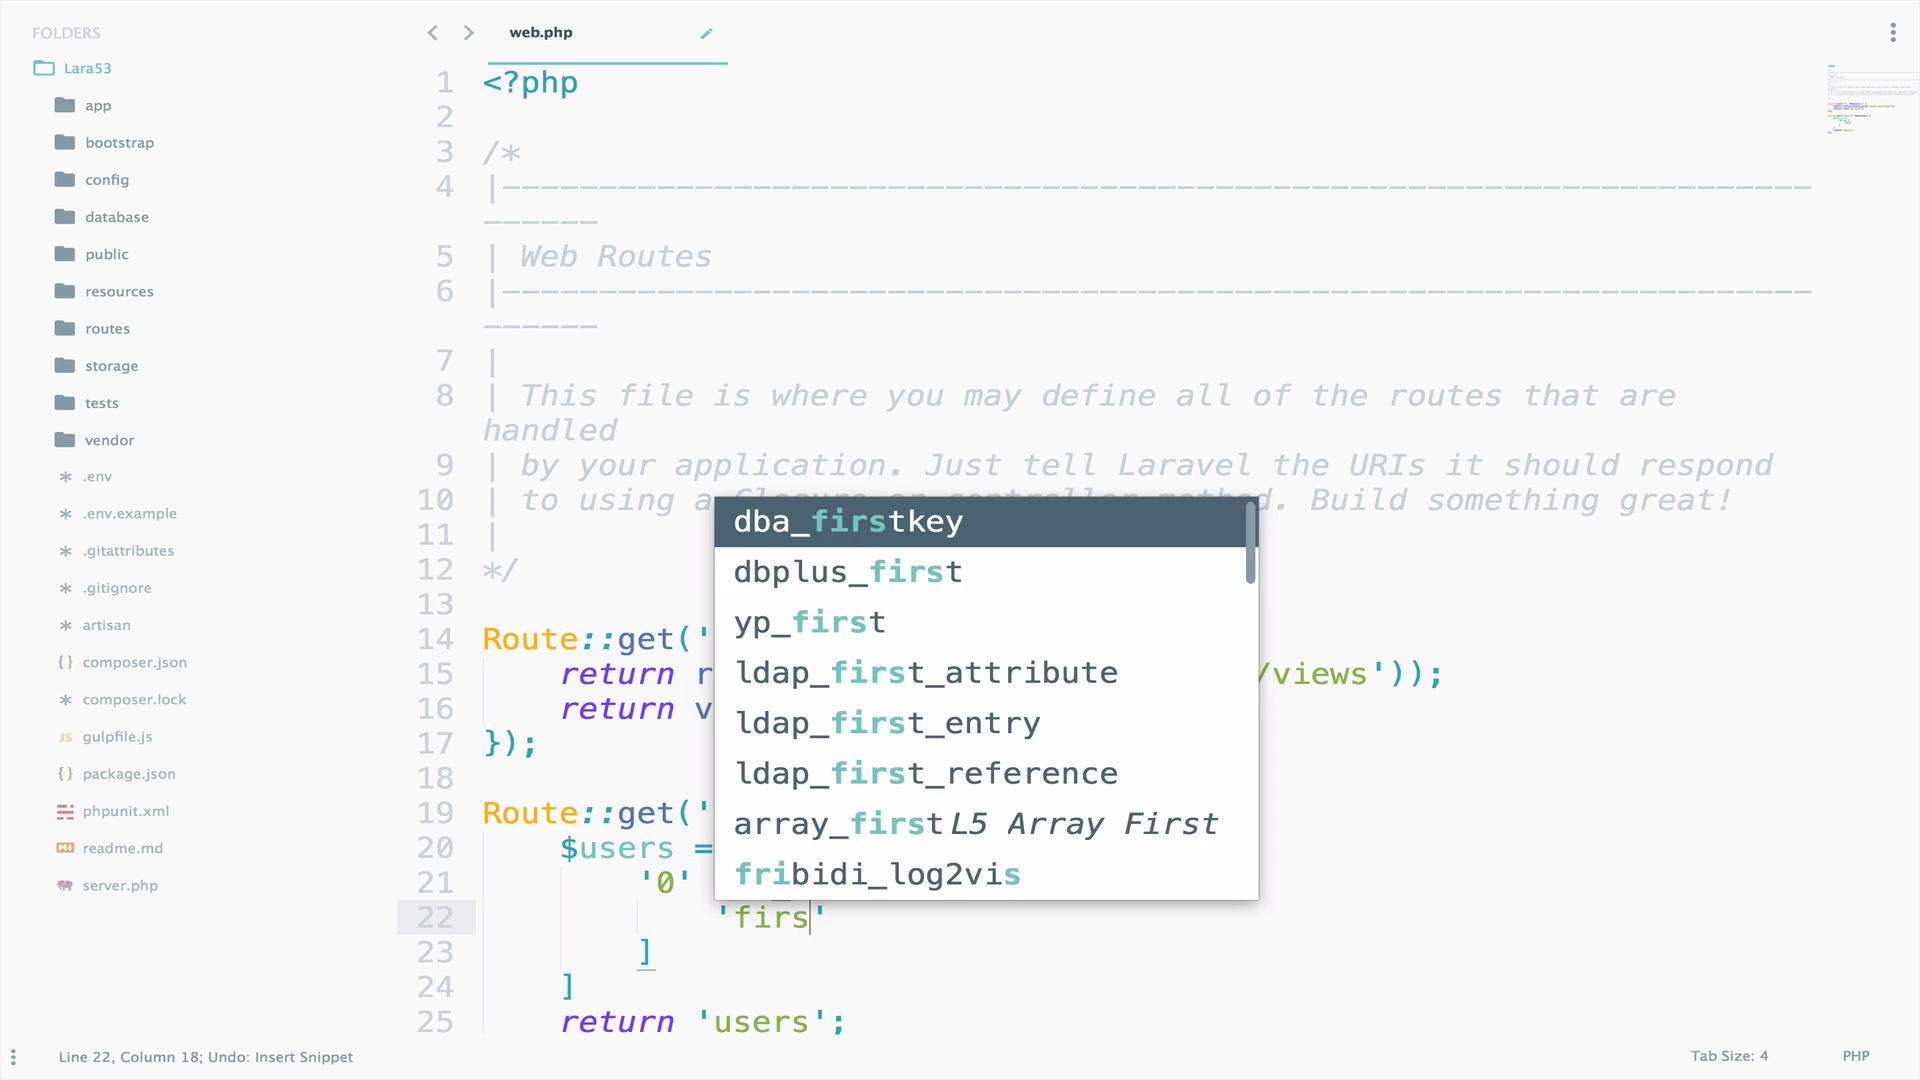 FOLDERS
Lara53
app
bootstrap
config
database
public
resources
routes
storage
tests
vendor
.env
.env.example
.gitattributes
.gitignore
artisan
{} composer.json
composer.lock
JS gulpfile.js
{} package.json
phpunit.xml
readme.md
server.php
web.php
1 <?php
2
3 /*
4 |--------------------------------------------------------------------
------
5 | Web Routes
6 |--------------------------------------------------------------------
------
7 |
8 | This file is where you may define all of the routes that are
handled
9 | by your application. Just tell Laravel the URIs it should respond
10 | to using a Closure or controller method. Build something great!
11 |
12 */
13
14 Route::get('
15 return r /views'));
16 return v
17 });
18
19 Route::get('
20 $users =
21 '0'
22 'firs'
23 ]
24 ]
25 return 'users';
dba_firstkey
dbplus_first
yp_first
ldap_first_attribute
ldap_first_entry
ldap_first_reference
array_first L5 Array First
fribidi_log2vis
Line 22, Column 18; Undo: Insert Snippet
Tab Size: 4
PHP